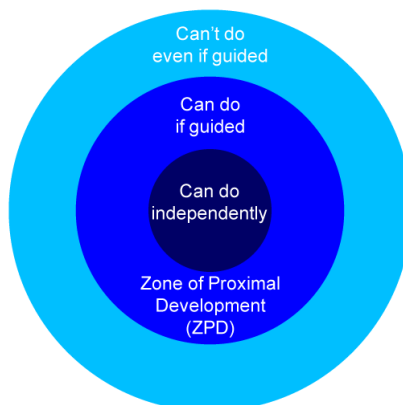 Can't do
even if guided
Can do
if guided
Can do
independently
Zone of Proximal
Development
(ZPD)